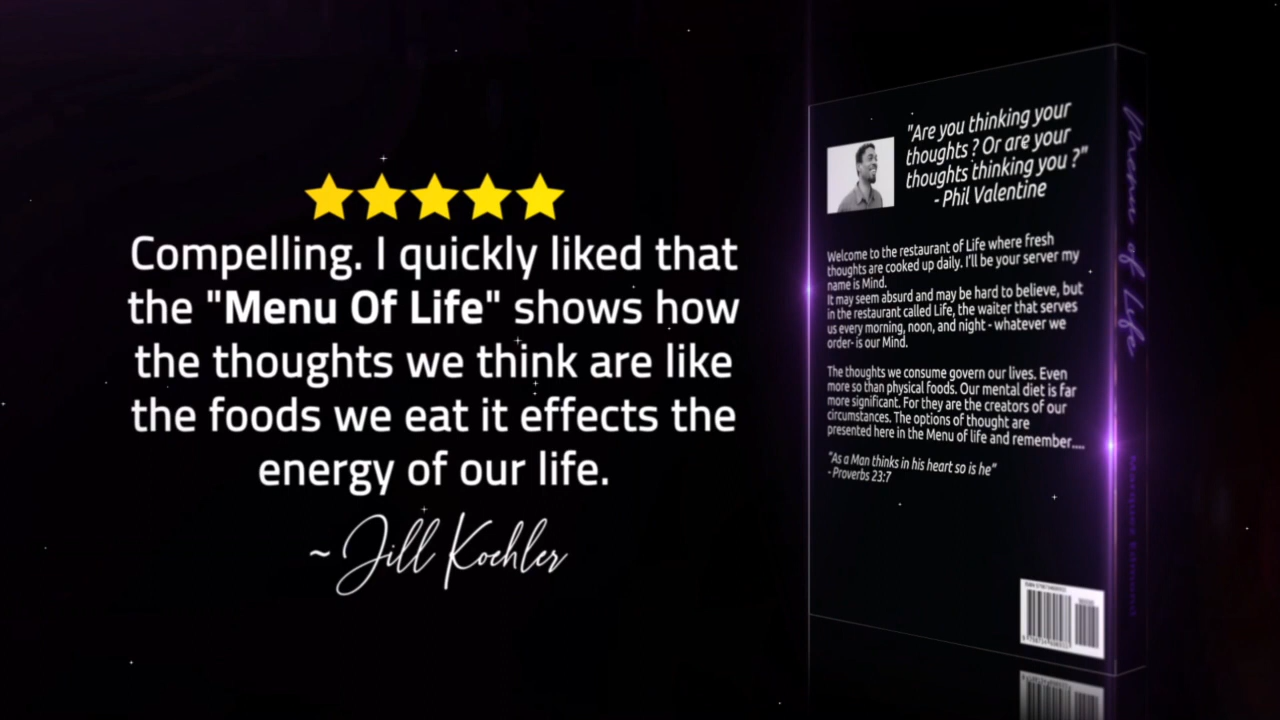 Compelling. I quickly liked that
the "Menu Of Life" shows how
the thoughts we think are like
the foods we eat it effects the
energy of our life.
~ Jill Koehler
"Are you thinking your
thoughts ? Or are your
thoughts thinking you ?"
- Phil Valentine
Welcome to the restaurant of Life where fresh
thoughts are cooked up daily. I'll be your server my
name is Mind.
It may seem absurd and may be hard to believe, but
in the restaurant called Life, the waiter that serves
us every morning, noon, and night - whatever we
order- is our Mind.
The thoughts we consume govern our lives. Even
more so than physical foods. Our mental diet is far
more significant. For they are the creators of our
circumstances. The options of thought are
presented here in the Menu of life and remember....
"As a Man thinks in his heart so is he"
- Proverbs 23:7
Menu of Life